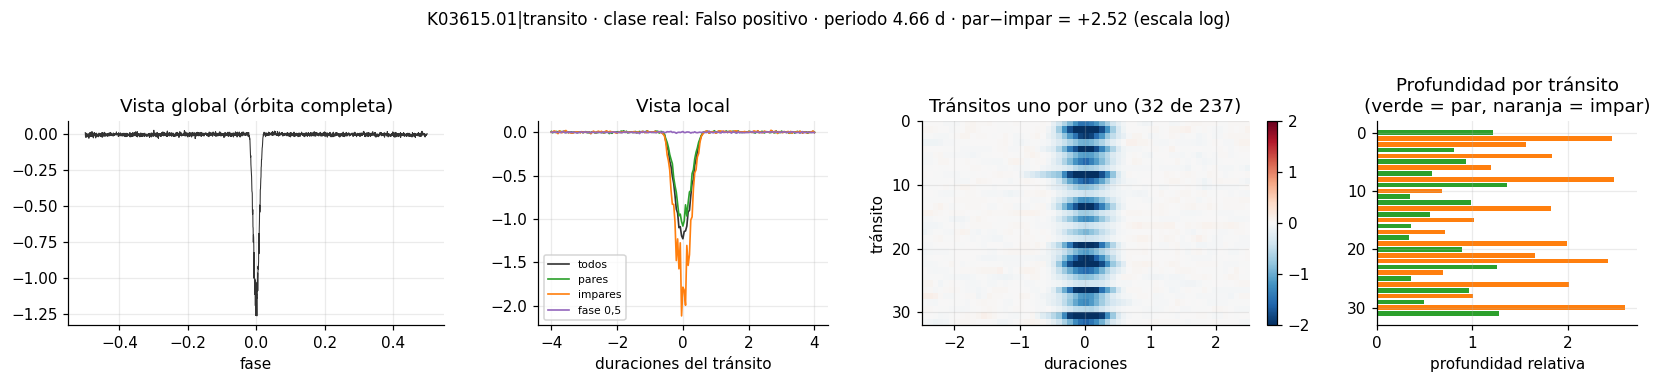 K03615.01|transito · clase real: Falso positivo · periodo 4.66 d · par−impar = +2.52 (escala log)
Vista global (órbita completa)
0.00
−0.25
−0.50
−0.75
−1.00
−1.25
−0.4
−0.2
0.0
0.2
0.4
fase
Vista local
0.0
−0.5
−1.0
−1.5
−2.0
todos
pares
impares
fase 0,5
−4
−2
0
2
4
duraciones del tránsito
Tránsitos uno por uno (32 de 237)
tránsito
0
10
20
30
−2
−1
0
1
2
duraciones
2
1
0
−1
−2
Profundidad por tránsito
(verde = par, naranja = impar)
0
10
20
30
0
1
2
profundidad relativa